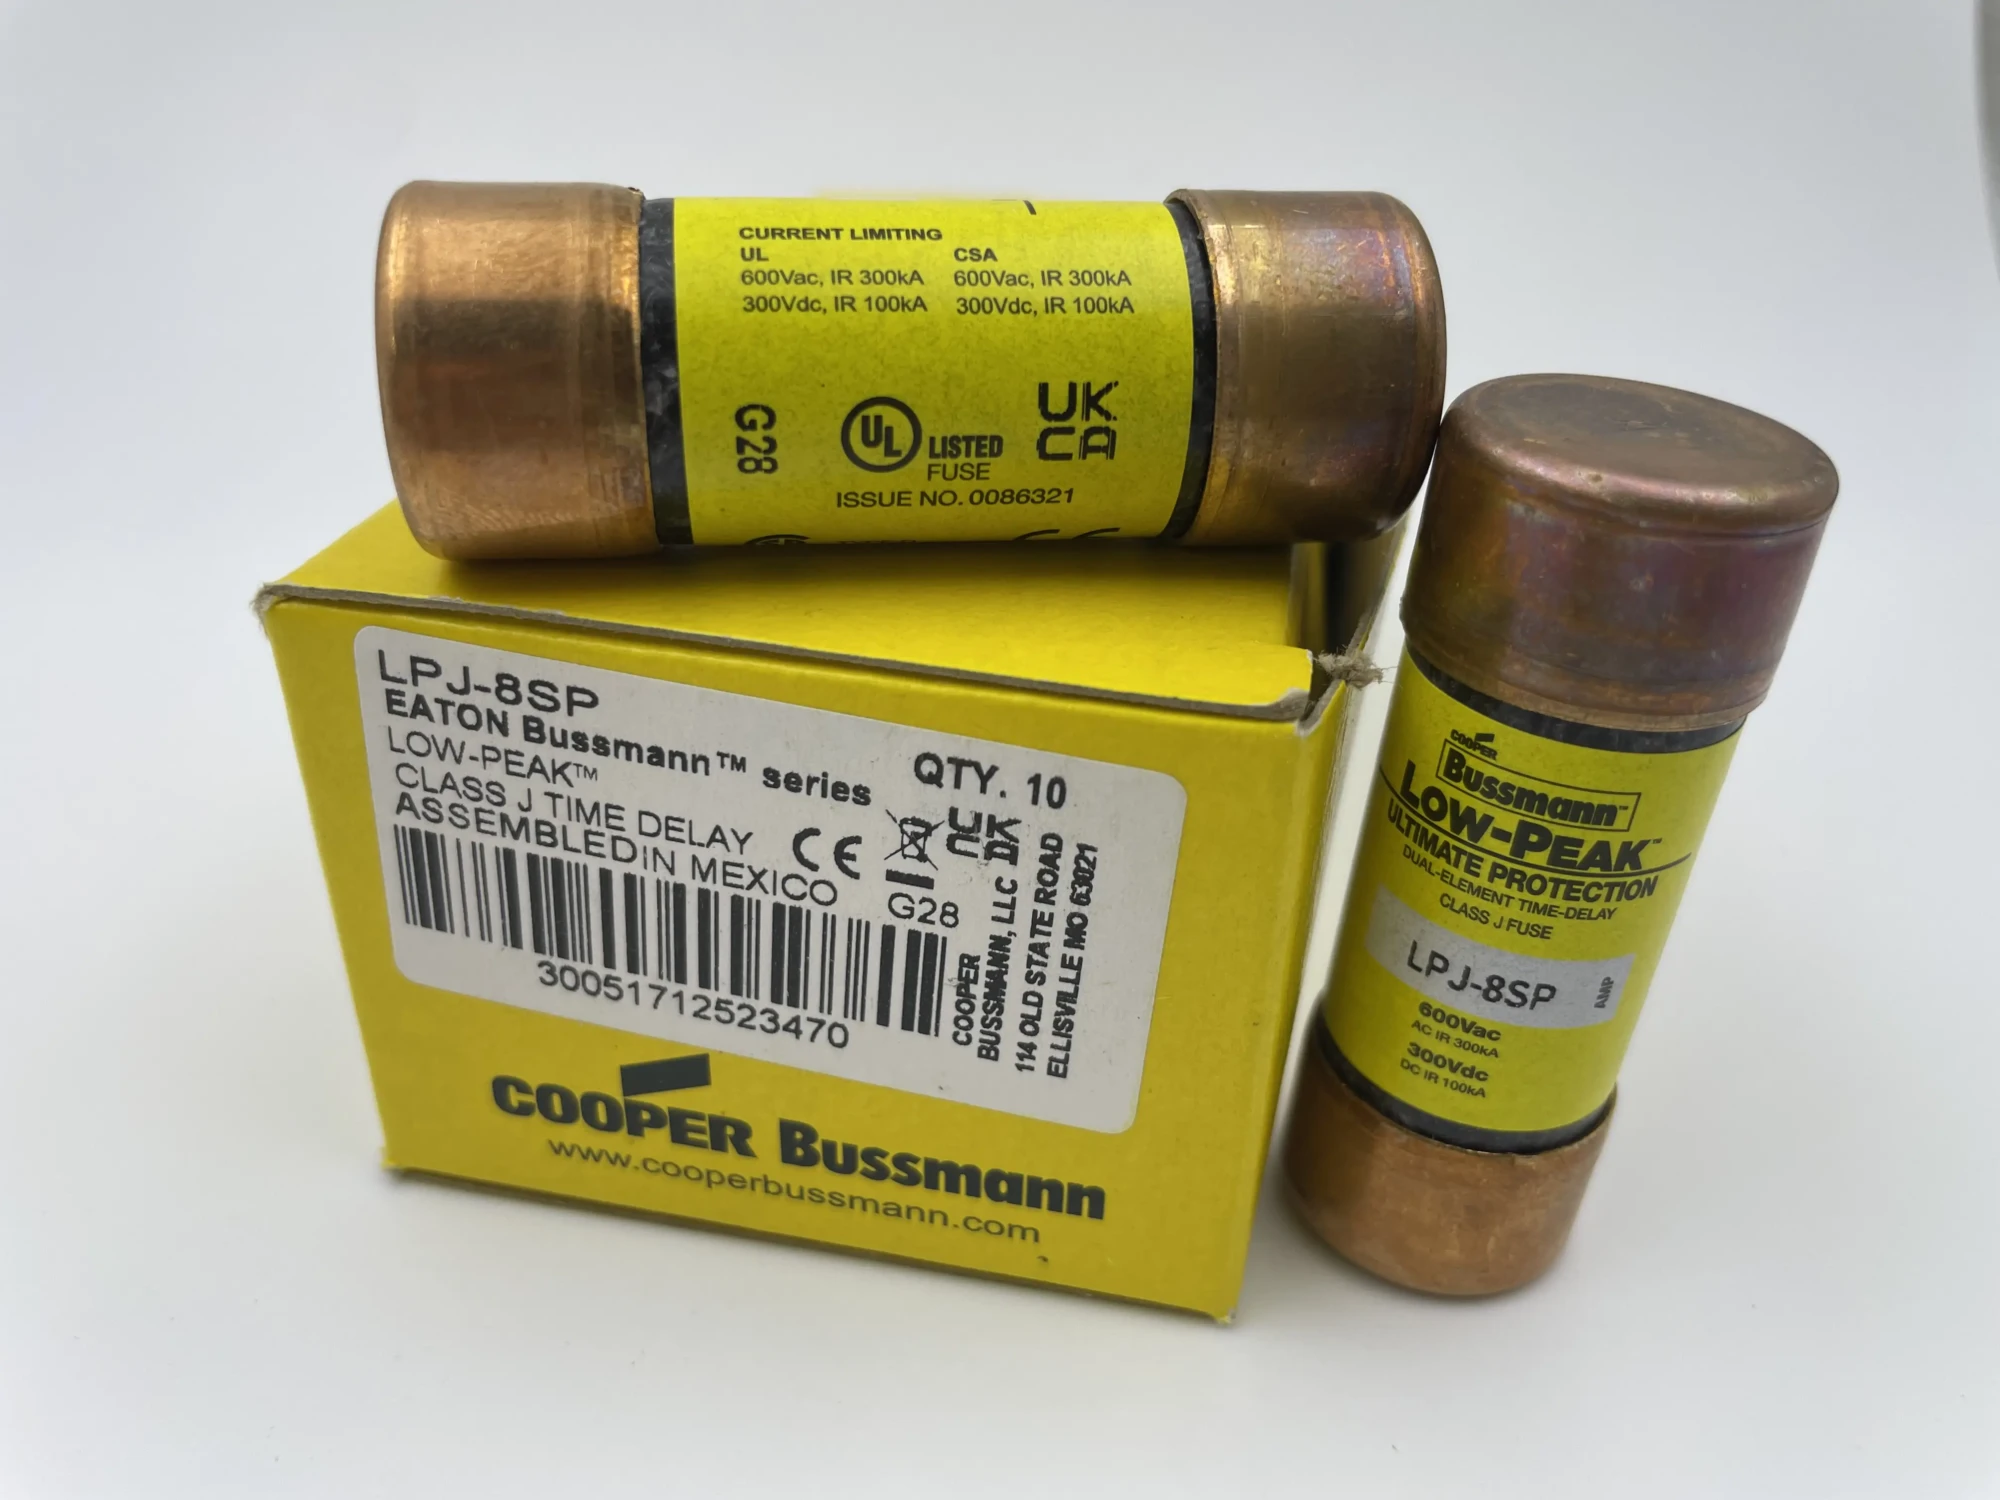 CURRENT LIMITING
UL CSA
600Vac, IR 300kA 600Vac, IR 300kA
300Vdc, IR 100kA 300Vdc, IR 100kA
G28
UL LISTED
FUSE
UK
CA
ISSUE NO. 0086321
LPJ-8SP
EATON Bussmann™ series
LOW-PEAK™
CLASS J TIME DELAY
ASSEMBLED IN MEXICO
QTY. 10
CE
UK
CA
G28
30051712523470
COOPER
BUSSMANN, LLC
114 OLD STATE ROAD
ELLISVILLE MO 63021
COOPER Bussmann
www.cooperbussmann.com
COOPER
Bussmann™
LOW-PEAK™
ULTIMATE PROTECTION
DUAL-ELEMENT TIME-DELAY
CLASS J FUSE
LPJ-8SP
AMP
600Vac
AC IR 300kA
300Vdc
DC IR 100kA